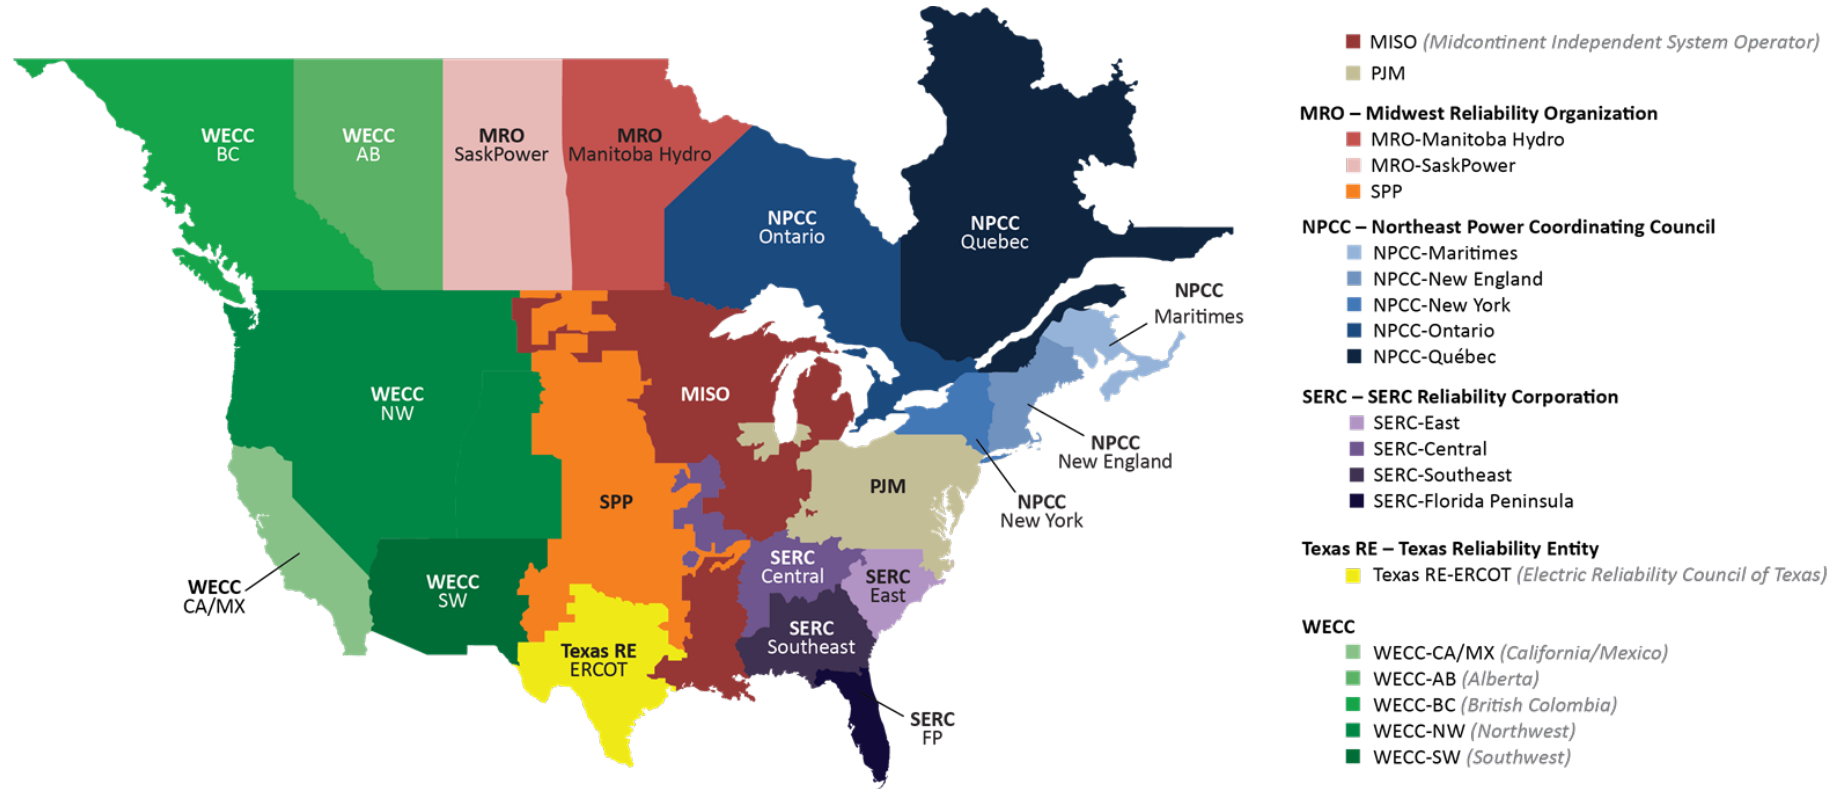 WECC
BC
WECC
AB
MRO
SaskPower
MRO
Manitoba Hydro
NPCC
Ontario
NPCC
Quebec
NPCC
Maritimes
WECC
NW
MISO
NPCC
New England
SPP
PJM
NPCC
New York
WECC
CA/MX
WECC
SW
SERC
Central
SERC
East
SERC
Southeast
Texas RE
ERCOT
SERC
FP
MISO (Midcontinent Independent System Operator)
PJM
MRO – Midwest Reliability Organization
MRO-Manitoba Hydro
MRO-SaskPower
SPP
NPCC – Northeast Power Coordinating Council
NPCC-Maritimes
NPCC-New England
NPCC-New York
NPCC-Ontario
NPCC-Québec
SERC – SERC Reliability Corporation
SERC-East
SERC-Central
SERC-Southeast
SERC-Florida Peninsula
Texas RE – Texas Reliability Entity
Texas RE-ERCOT (Electric Reliability Council of Texas)
WECC
WECC-CA/MX (California/Mexico)
WECC-AB (Alberta)
WECC-BC (British Colombia)
WECC-NW (Northwest)
WECC-SW (Southwest)